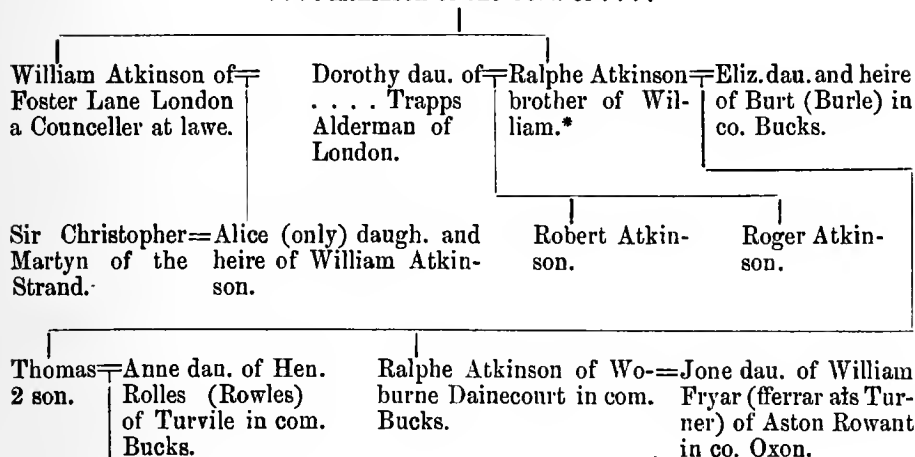 William Atkinson of
Foster Lane London
a Counceller at lawe.
Dorothy dau. of
. . . . Trapps
Alderman of
London.
Ralphe Atkinson
brother of Wil-
liam.*
Eliz. dau. and heire
of Burt (Burle) in
co. Bucks.
Sir Christopher=
Martyn of the
Strand.
Alice (only) daugh. and
heire of William Atkin-
son.
Robert Atkin-
son.
Roger Atkin-
son.
Thomas
2 son.
Anne dau. of Hen.
Rolles (Rowles)
of Turvile in com.
Bucks.
Ralphe Atkinson of Wo-=
burne Dainecourt in com.
Bucks.
Jone dau. of William
Fryar (fferrar als Tur-
ner) of Aston Rowant
in co. Oxon.